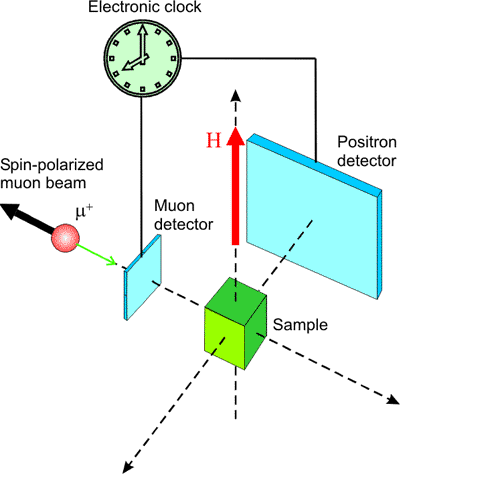 Electronic clock
H
Positron
detector
Spin-polarized
muon beam
μ+
Muon
detector
Sample